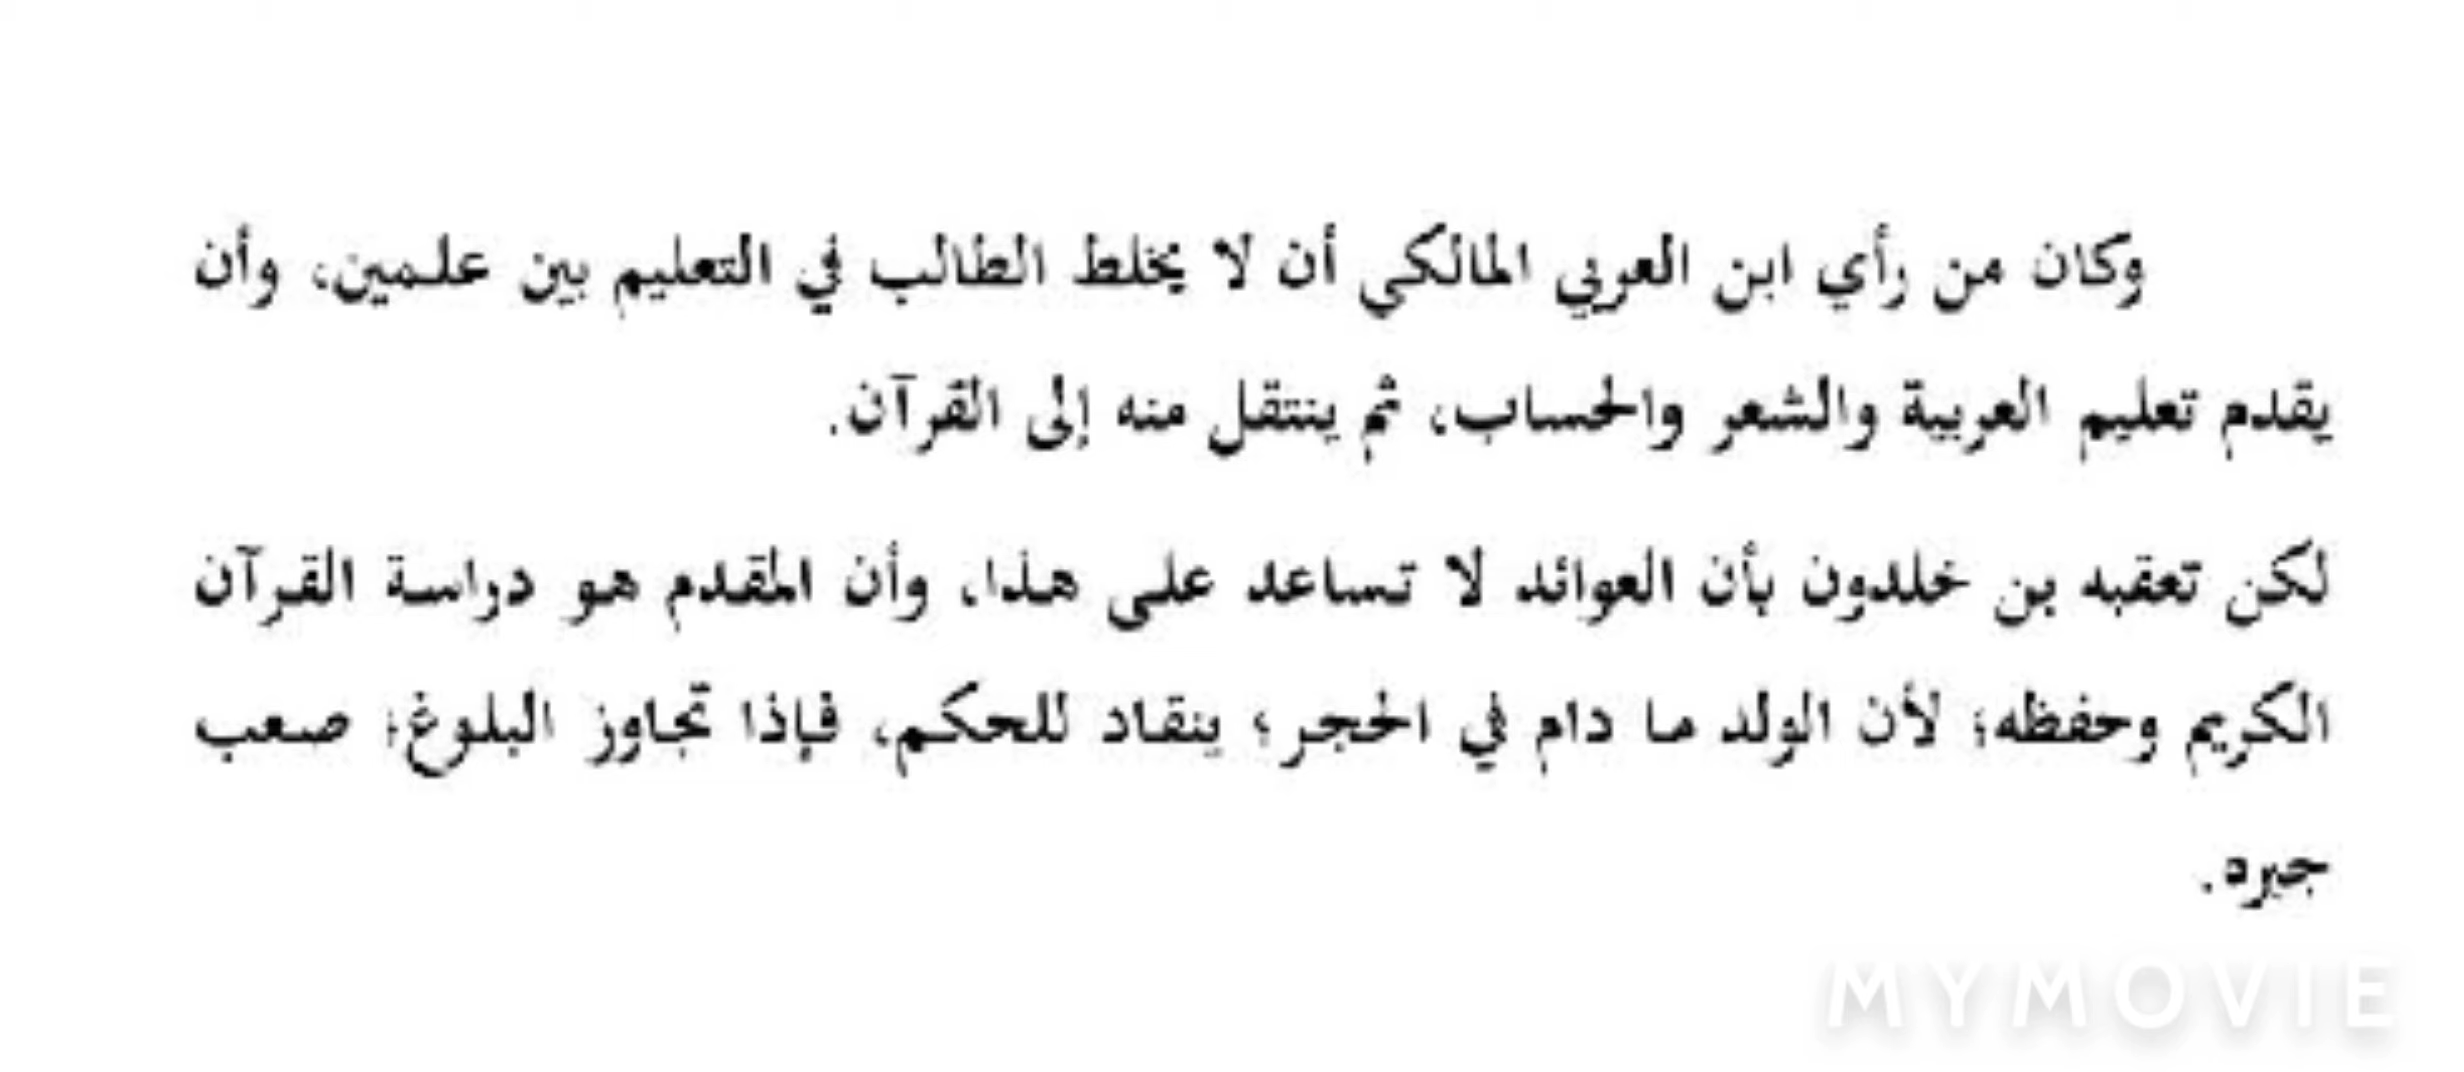 وكان من رأي ابن العربي المالكي أن لا يخلط الطالب في التعليم بين علمين، وأن
يقدم تعليم العربية والشعر والحساب، ثم ينتقل منه إلى القرآن.
لكن تعقبه بن خلدون بأن العوائد لا تساعد على هذا، وأن المقدم هو دراسة القرآن
الكريم وحفظه؛ لأن الولد ما دام في الحجر؛ ينقاد للحكم، فإذا تجاوز البلوغ؛ صعب
جبره.
MYMOVIE